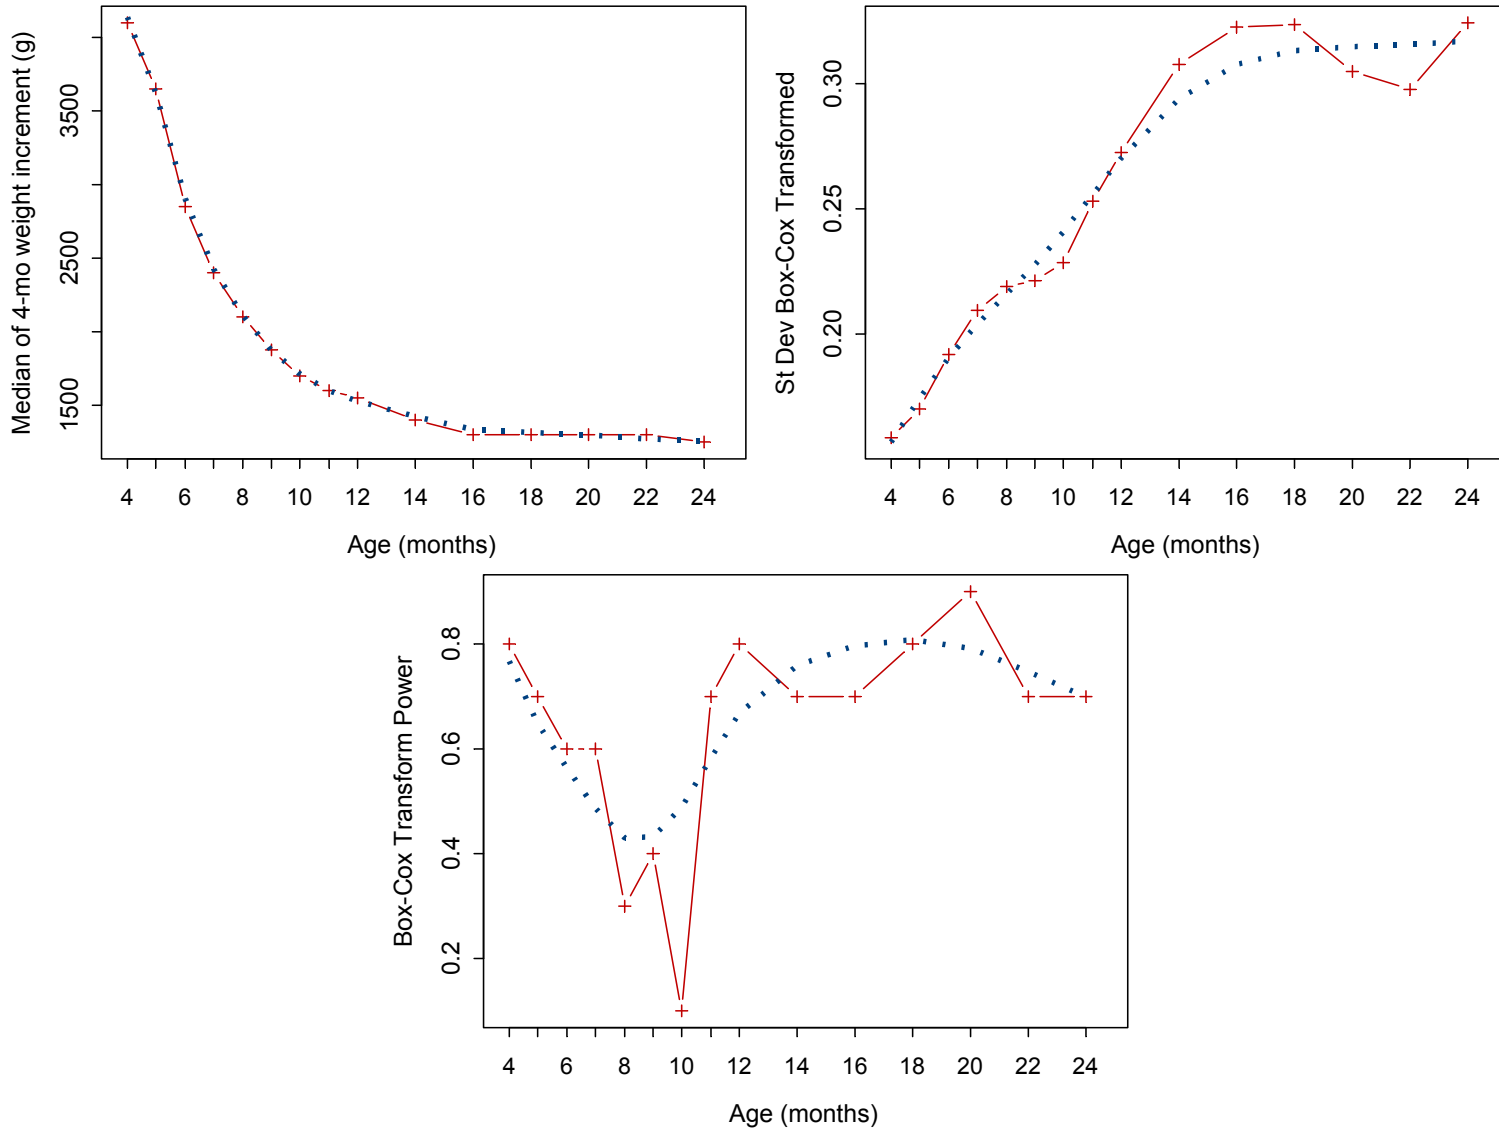 Median of 4-mo weight increment (g)
3500
2500
1500
4 6 8 10 12 14 16 18 20 22 24
Age (months)
St Dev Box-Cox Transformed
0.30
0.25
0.20
4 6 8 10 12 14 16 18 20 22 24
Age (months)
Box-Cox Transform Power
0.8
0.6
0.4
0.2
4 6 8 10 12 14 16 18 20 22 24
Age (months)